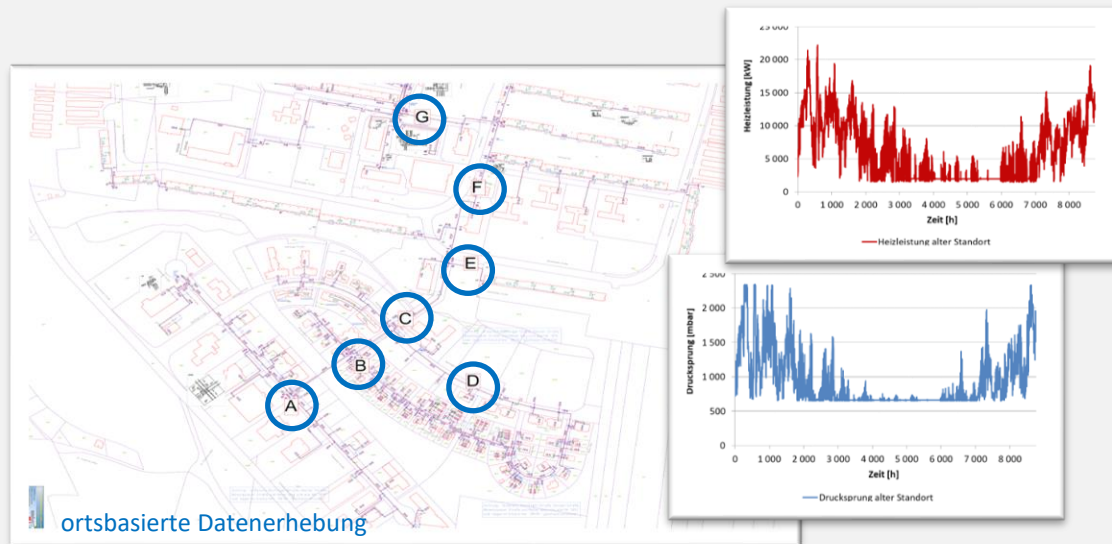 G
F
E
C
B
D
A
ortsbasierte Datenerhebung
Heizleistung [kW]
25 000
20 000
15 000
10 000
5 000
0
0 1 000 2 000 3 000 4 000 5 000 6 000 7 000 8 000
Zeit [h]
Heizleistung alter Standort
Drucksprung [mbar]
2 500
2 000
1 500
1 000
500
0
0 1 000 2 000 3 000 4 000 5 000 6 000 7 000 8 000
Zeit [h]
Drucksprung alter Standort